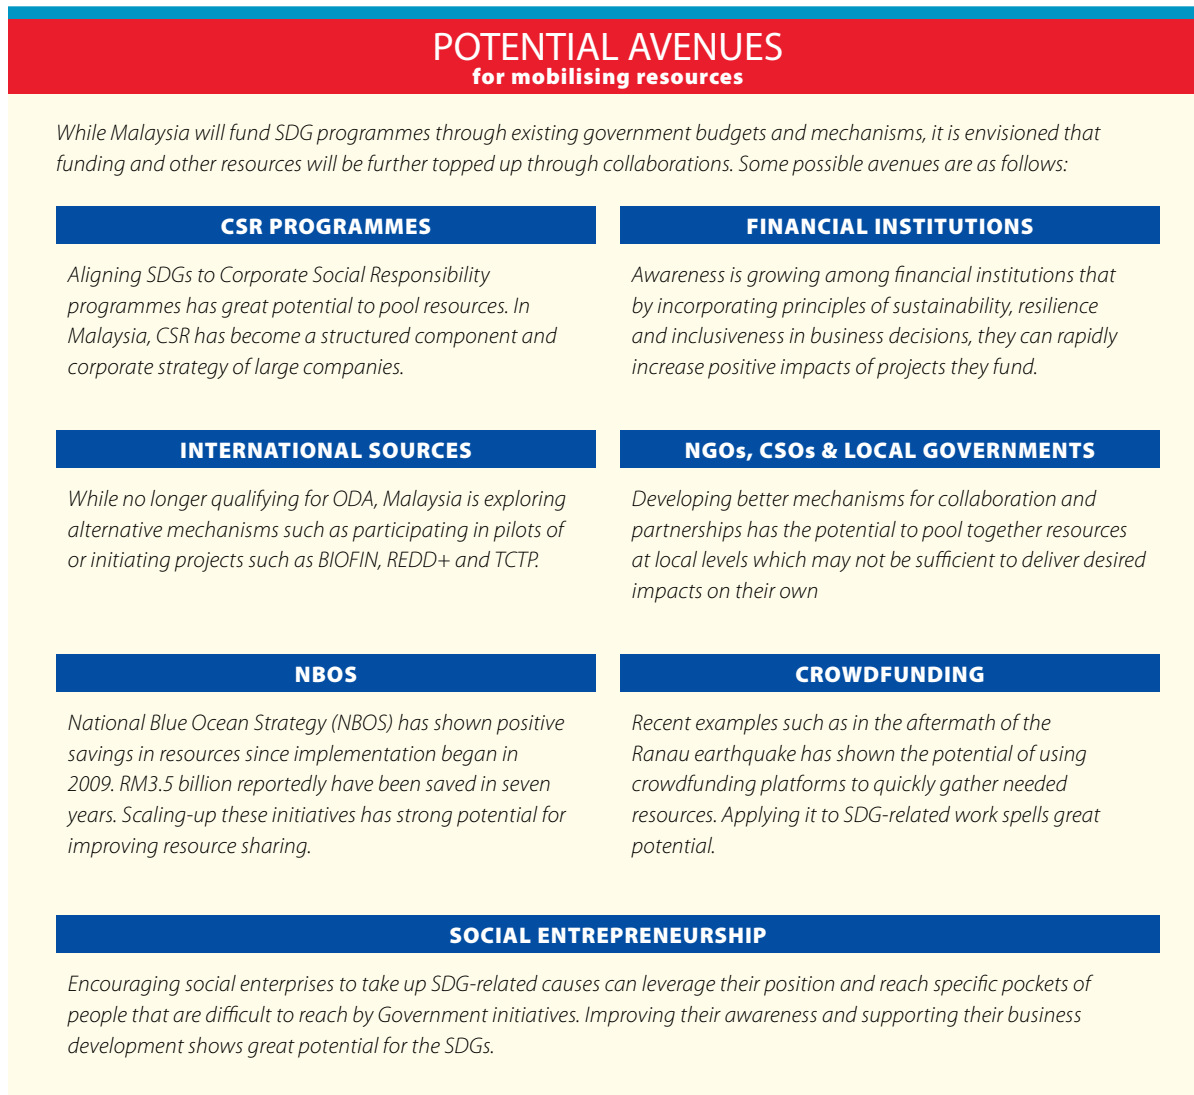 POTENTIAL AVENUES
for mobilising resources
While Malaysia will fund SDG programmes through existing government budgets and mechanisms, it is envisioned that
funding and other resources will be further topped up through collaborations. Some possible avenues are as follows:
CSR PROGRAMMES
Aligning SDGs to Corporate Social Responsibility
programmes has great potential to pool resources. In
Malaysia, CSR has become a structured component and
corporate strategy of large companies.
FINANCIAL INSTITUTIONS
Awareness is growing among financial institutions that
by incorporating principles of sustainability, resilience
and inclusiveness in business decisions, they can rapidly
increase positive impacts of projects they fund.
INTERNATIONAL SOURCES
While no longer qualifying for ODA, Malaysia is exploring
alternative mechanisms such as participating in pilots of
or initiating projects such as BIOFIN, REDD+ and TCTP.
NGOs, CSOs & LOCAL GOVERNMENTS
Developing better mechanisms for collaboration and
partnerships has the potential to pool together resources
at local levels which may not be sufficient to deliver desired
impacts on their own
NBOS
National Blue Ocean Strategy (NBOS) has shown positive
savings in resources since implementation began in
2009. RM3.5 billion reportedly have been saved in seven
years. Scaling-up these initiatives has strong potential for
improving resource sharing.
CROWDFUNDING
Recent examples such as in the aftermath of the
Ranau earthquake has shown the potential of using
crowdfunding platforms to quickly gather needed
resources. Applying it to SDG-related work spells great
potential.
SOCIAL ENTREPRENEURSHIP
Encouraging social enterprises to take up SDG-related causes can leverage their position and reach specific pockets of
people that are difficult to reach by Government initiatives. Improving their awareness and supporting their business
development shows great potential for the SDGs.